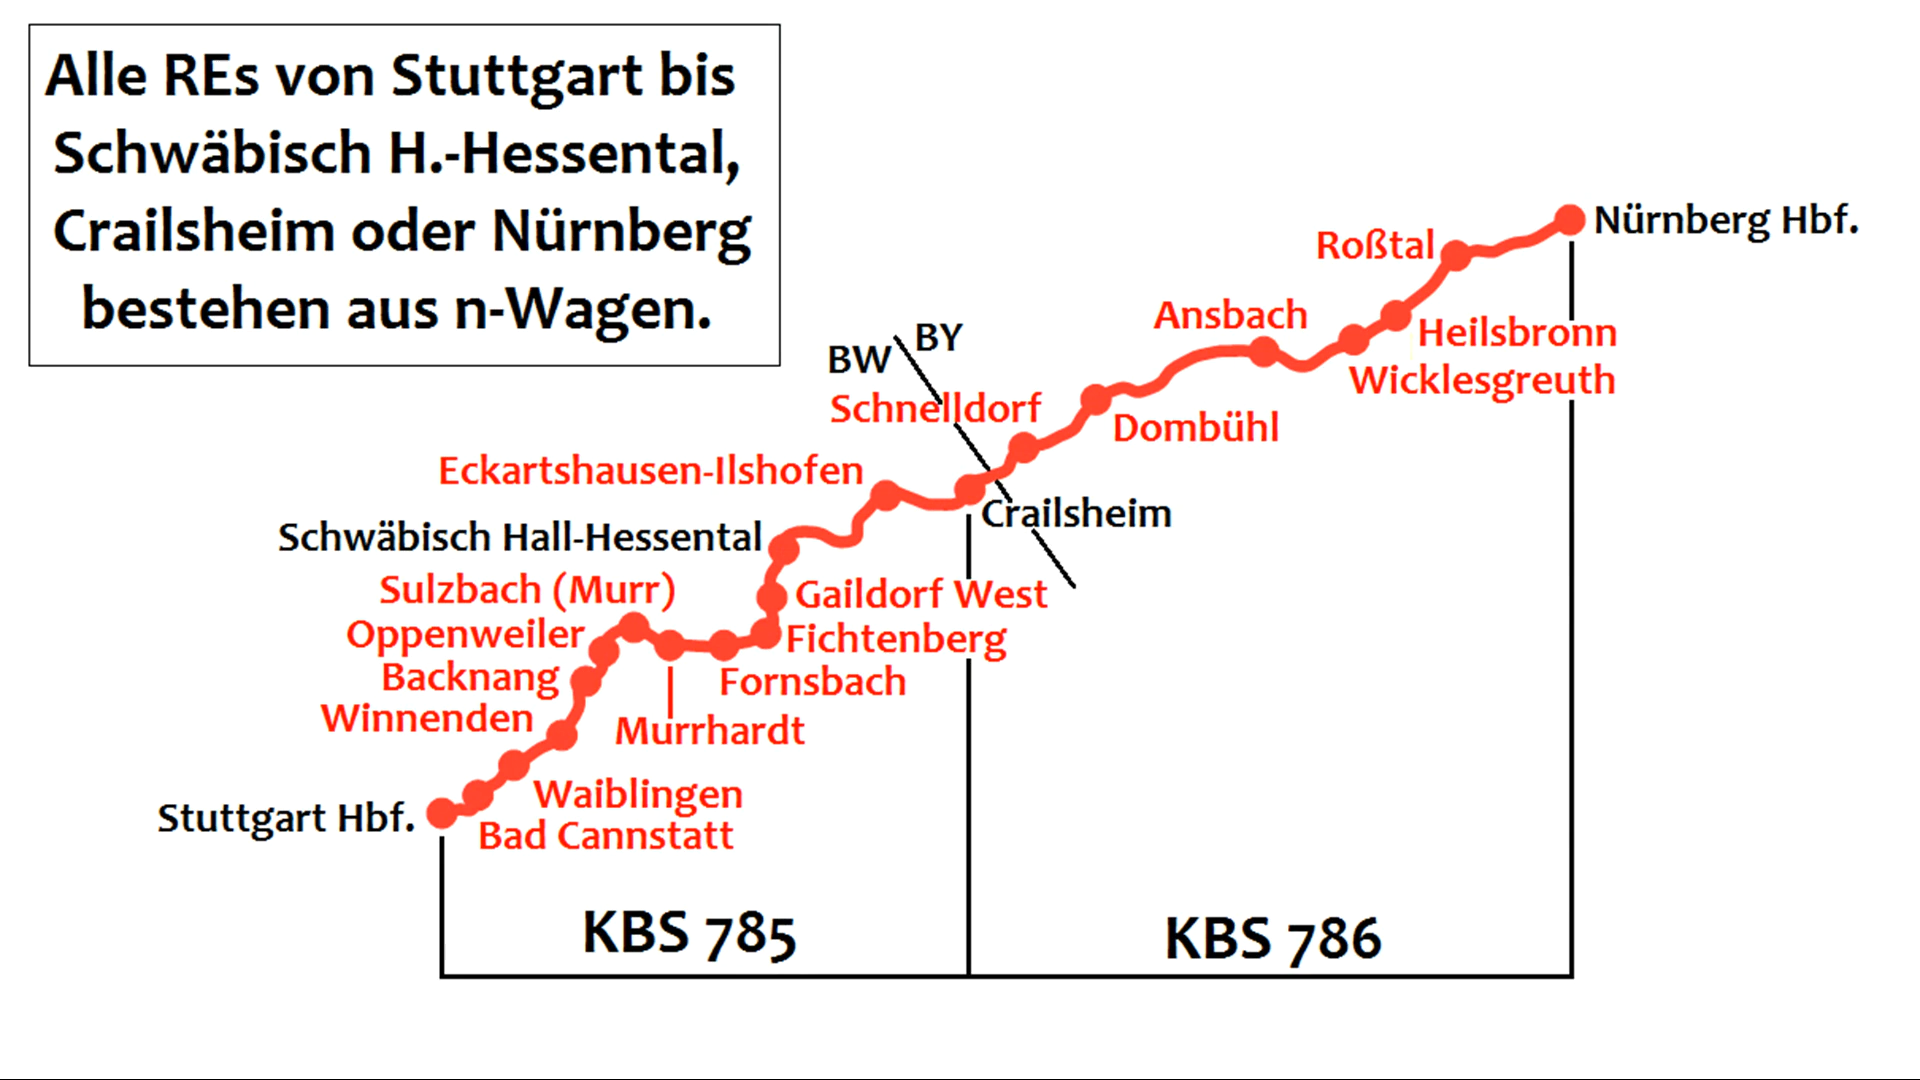 Alle REs von Stuttgart bis
Schwäbisch H.-Hessental,
Crailsheim oder Nürnberg
bestehen aus n-Wagen.
Nürnberg Hbf.
Roßtal
Heilsbronn
Wicklesgreuth
Ansbach
Dombühl
BW
BY
Schnelldorf
Crailsheim
Eckartshausen-Ilshofen
Schwäbisch Hall-Hessental
Gaildorf West
Fichtenberg
Fornsbach
Murrhardt
Sulzbach (Murr)
Oppenweiler
Backnang
Winnenden
Waiblingen
Bad Cannstatt
Stuttgart Hbf.
KBS 785
KBS 786